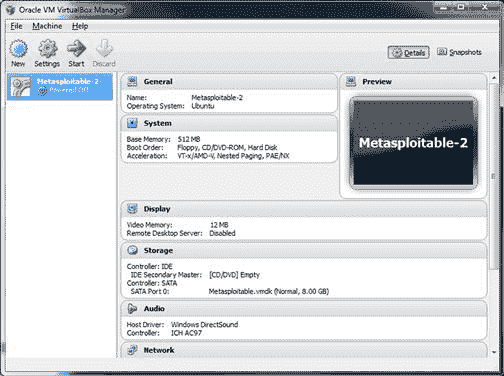 Oracle VM VirtualBox Manager
File Machine Help
New Settings Start Discard
Details Snapshots
Metasploitable-2
Powered Off
General
Name: Metasploitable-2
Operating System: Ubuntu
Preview
Metasploitable-2
System
Base Memory: 512 MB
Boot Order: Floppy, CD/DVD-ROM, Hard Disk
Acceleration: VT-x/AMD-V, Nested Paging, PAE/NX
Display
Video Memory: 12 MB
Remote Desktop Server: Disabled
Storage
Controller: IDE
IDE Secondary Master: [CD/DVD] Empty
Controller: SATA
SATA Port 0: Metasploitable.vmdk (Normal, 8.00 GB)
Audio
Host Driver: Windows DirectSound
Controller: ICH AC97
Network